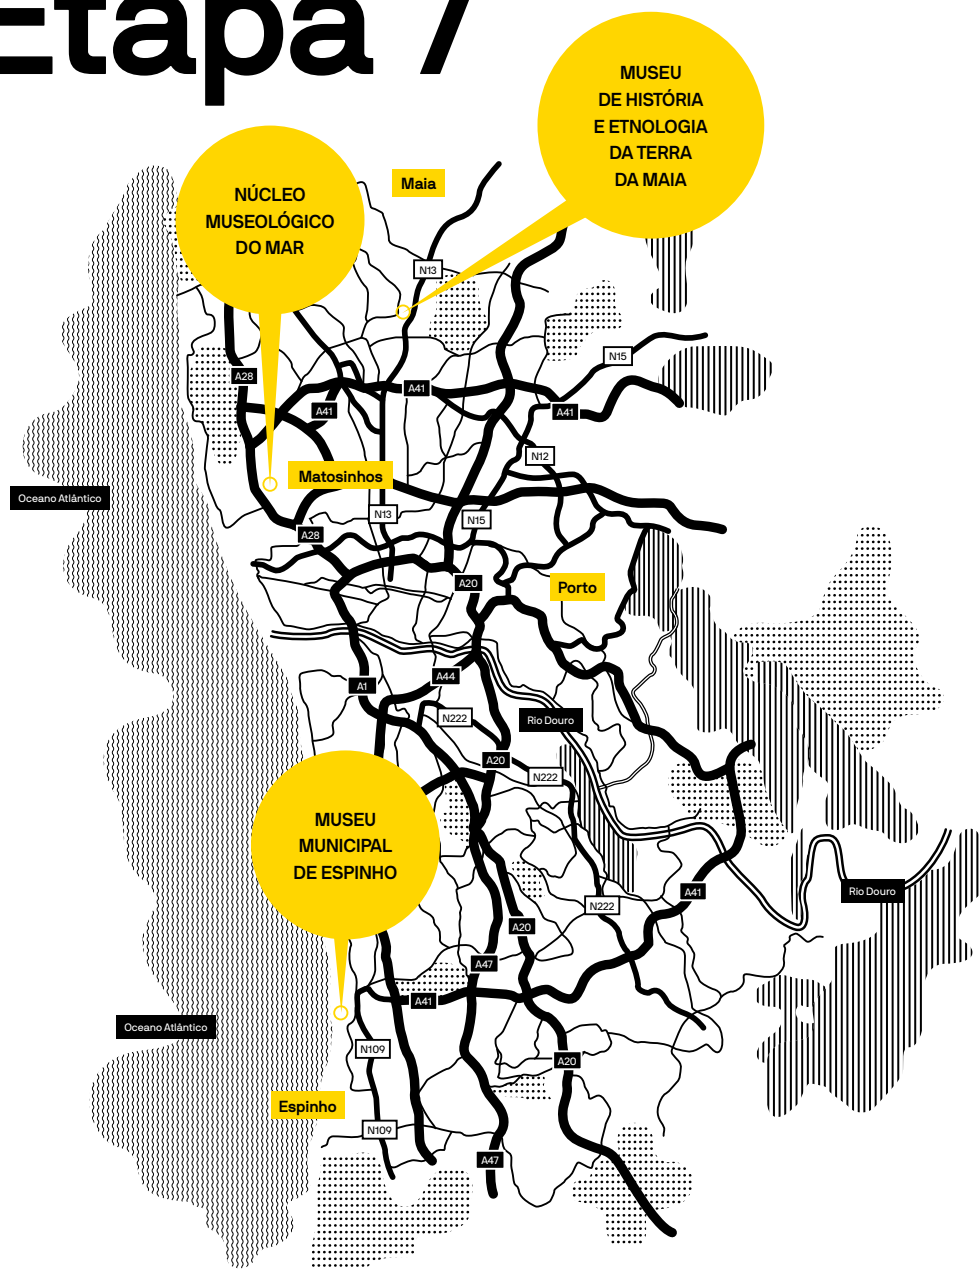 Etapa 7
MUSEU
DE HISTÓRIA
E ETNOLOGIA
DA TERRA
DA MAIA
NÚCLEO
MUSEOLÓGICO
DO MAR
Maia
N13
N15
A28
A41
A41
A41
N12
Matosinhos
Oceano Atlântico
N13
N15
A28
A20
Porto
A44
A1
N222
Rio Douro
A20
N222
MUSEU
MUNICIPAL
DE ESPINHO
A41
Rio Douro
N222
A20
A47
A41
Oceano Atlântico
N109
A20
Espinho
N109
A47